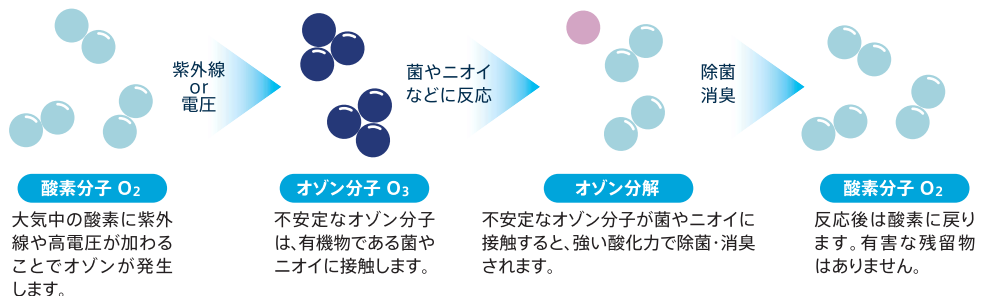 紫外線
or
電圧
菌やニオイ
などに反応
除菌
消臭
酸素分子 O2
大気中の酸素に紫外
線や高電圧が加わる
ことでオゾンが発生
します。
オゾン分子 O3
不安定なオゾン分子
は、有機物である菌や
ニオイに接触します。
オゾン分解
不安定なオゾン分子が菌やニオイに
接触すると、強い酸化力で除菌・消臭
されます。
酸素分子 O2
反応後は酸素に戻り
ます。有害な残留物
はありません。